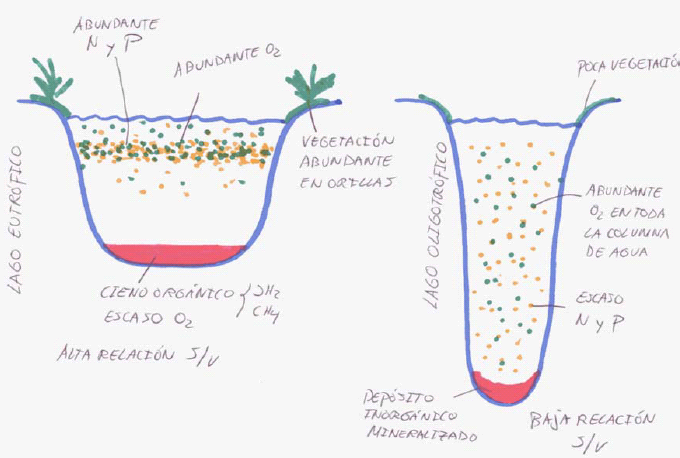 LAGO EUTRÓFICO
ABUNDANTE
N y P
ABUNDANTE O2
VEGETACIÓN
ABUNDANTE
EN ORILLAS
CIENO ORGÁNICO { SH2
ESCASO O2 CH4
ALTA RELACIÓN S/V
LAGO OLIGOTRÓFICO
POCA VEGETACIÓN
ABUNDANTE
O2 EN TODA
LA COLUMNA
DE AGUA
ESCASO
N y P
DEPÓSITO
INORGÁNICO
MINERALIZADO
BAJA RELACIÓN
S/V